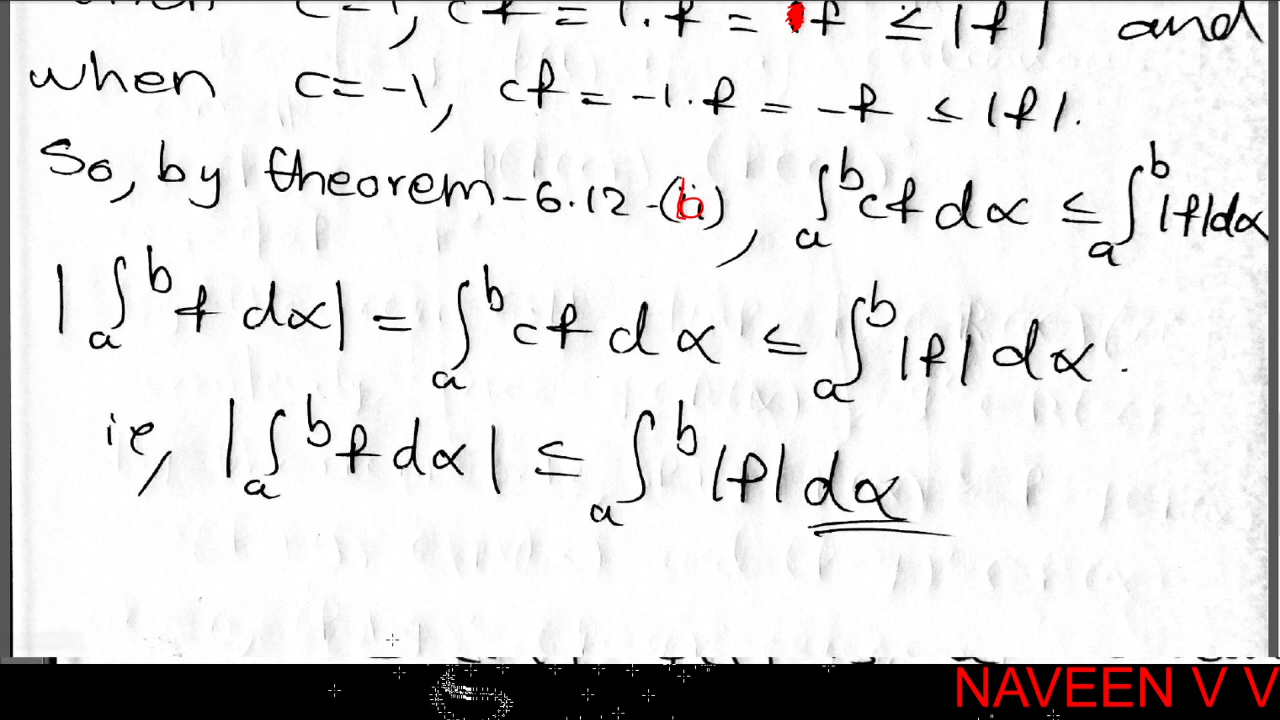 when c=1, cf = 1.f = f ≤ |f| and
when c=-1, cf = -1.f = -f ≤ |f|.
So, by theorem-6.12-(b), ∫_a^b cf dα ≤ ∫_a^b |f|dα
|∫_a^b f dα| = ∫_a^b cf dα ≤ ∫_a^b |f| dα.
ie, |∫_a^b f dα| ≤ ∫_a^b |f| dα
NAVEEN V V